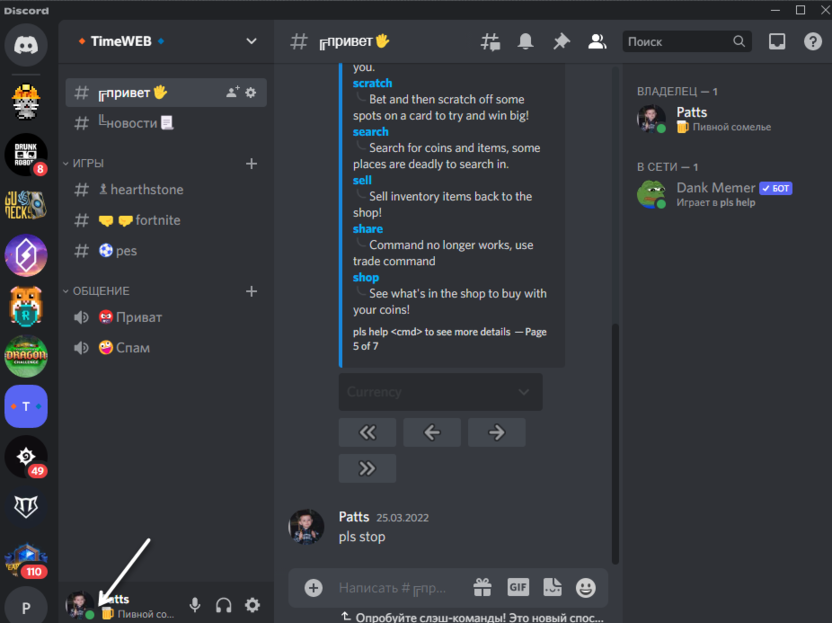 Discord
TimeWEB
╔привет
╚новости
ИГРЫ
hearthstone
fortnite
pes
ОБЩЕНИЕ
Приват
Спам
DRUNK
ROBOTS
8
DRAGON
T
49
110
P
Пивной со...
╔привет
Поиск
you.
scratch
Bet and then scratch off some
spots on a card to try and win big!
search
Search for coins and items, some
places are deadly to search in.
sell
Sell inventory items back to the
shop!
share
Command no longer works, use
trade command
shop
See what's in the shop to buy with
your coins!
pls help <cmd> to see more details — Page
5 of 7
Currency
Patts 25.03.2022
pls stop
Написать #╔пр...
GIF
Опробуйте слэш-команды! Это новый спос...
ВЛАДЕЛЕЦ — 1
Patts
Пивной сомелье
В СЕТИ — 1
Dank Memer ✓ БОТ
Играет в pls help